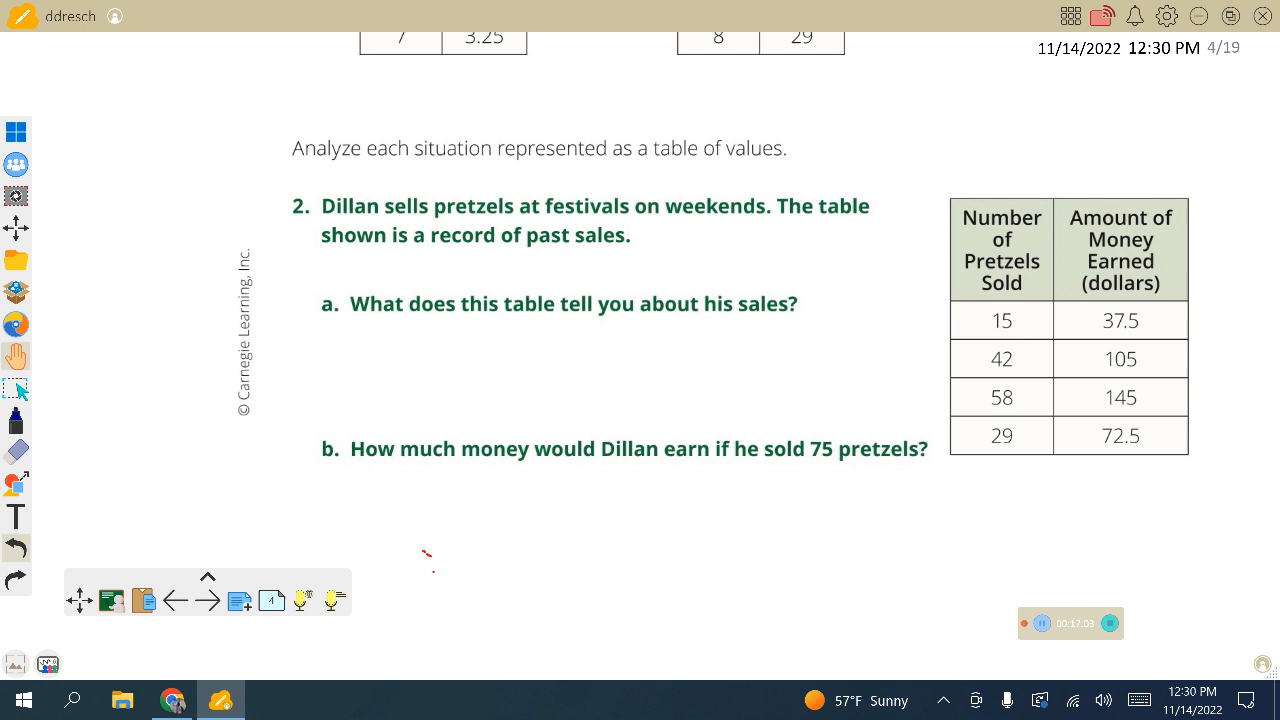 ddresch
7 3.25 8 29
11/14/2022 12:30 PM 4/19
Analyze each situation represented as a table of values.
2. Dillan sells pretzels at festivals on weekends. The table
shown is a record of past sales.
a. What does this table tell you about his sales?
b. How much money would Dillan earn if he sold 75 pretzels?
© Carnegie Learning, Inc.
Number Amount of
of Money
Pretzels Earned
Sold (dollars)
15 37.5
42 105
58 145
29 72.5
T
4
00:17:03
57°F Sunny
12:30 PM
11/14/2022